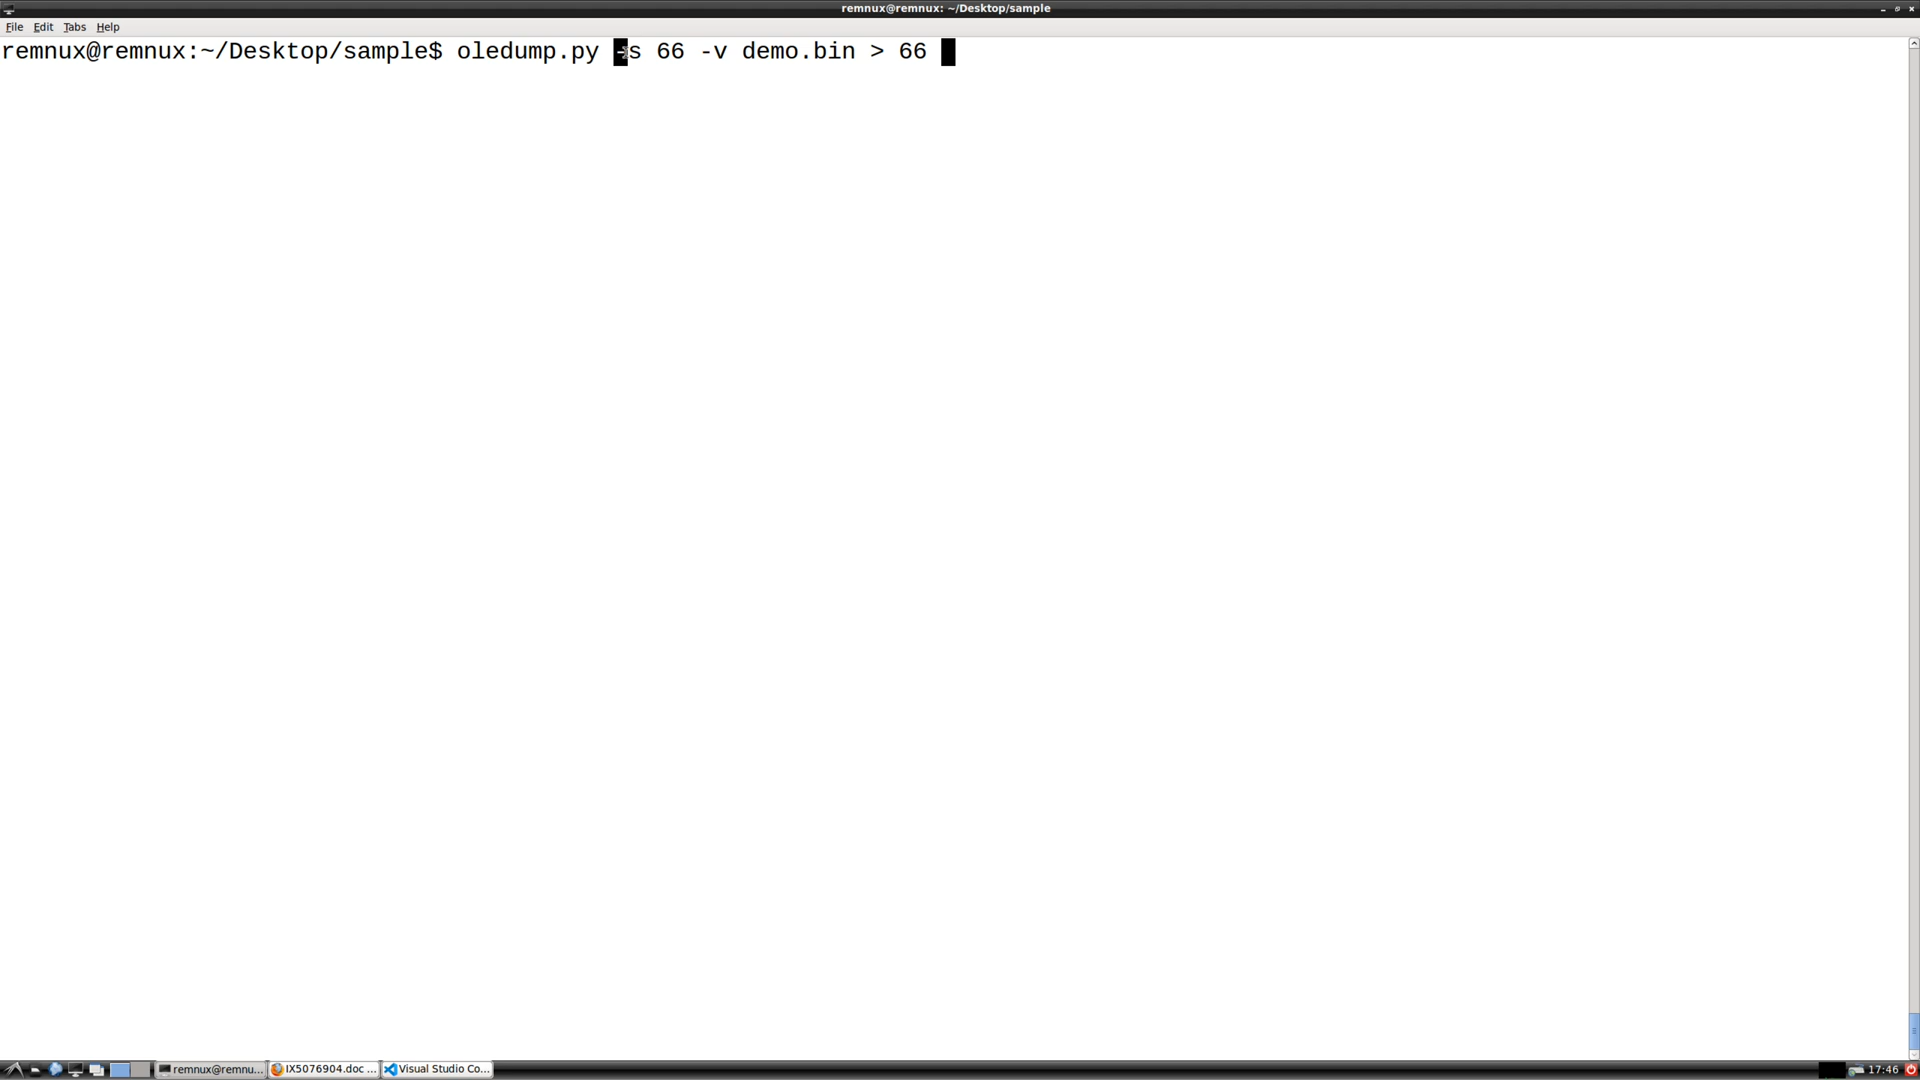 remnux@remnux: ~/Desktop/sample
File Edit Tabs Help
remnux@remnux:~/Desktop/sample$ oledump.py -s 66 -v demo.bin > 66
remnux@remnu...
IX5076904.doc ...
Visual Studio Co...
17:46